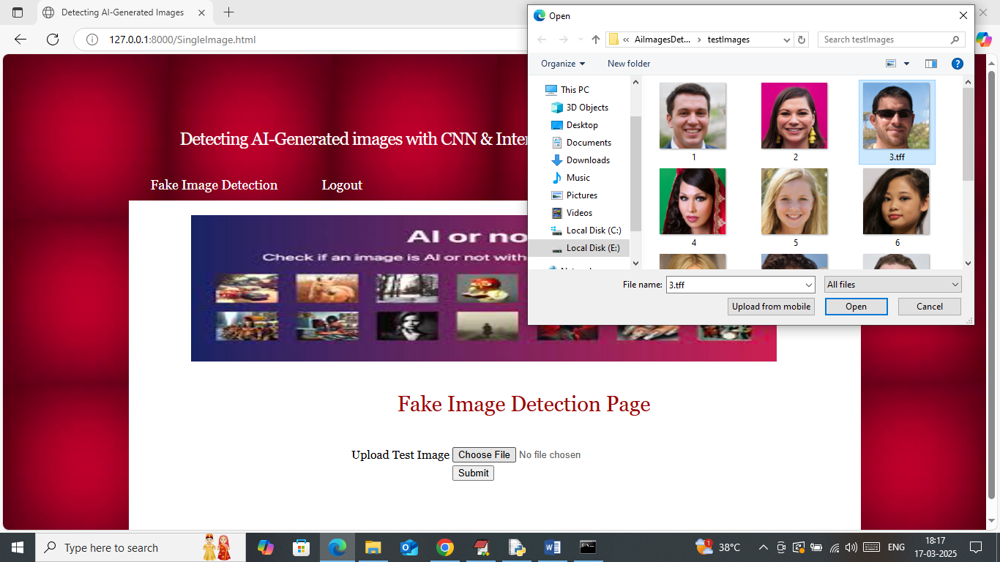 Detecting AI-Generated Images
127.0.0.1:8000/SingleImage.html
Detecting AI-Generated images with CNN & Inter
Fake Image Detection
Logout
AI or no
Check if an image is AI or not with
Fake Image Detection Page
Upload Test Image Choose File No file chosen
Submit
Open
« AiImagesDet... › testImages
Search testImages
Organize
New folder
This PC
3D Objects
Desktop
Documents
Downloads
Music
Pictures
Videos
Local Disk (C:)
Local Disk (E:)
1 2 3.tff
4 5 6
File name: 3.tff All files
Upload from mobile Open Cancel
Type here to search
1
38°C
ENG
18:17
17-03-2025